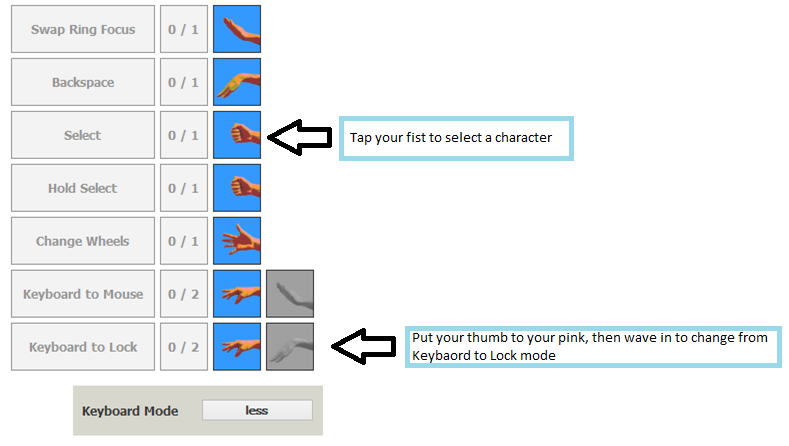 Swap Ring Focus 0 / 1
Backspace 0 / 1
Select 0 / 1 Tap your fist to select a character
Hold Select 0 / 1
Change Wheels 0 / 1
Keyboard to Mouse 0 / 2
Keyboard to Lock 0 / 2 Put your thumb to your pink, then wave in to change from
Keybaord to Lock mode
Keyboard Mode less